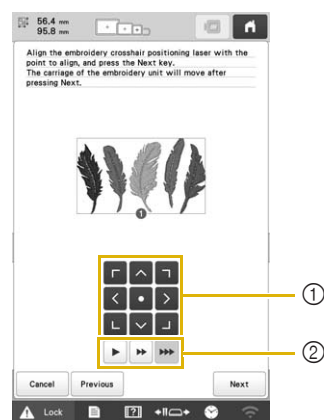 56.4 mm
95.8 mm
Align the embroidery crosshair positioning laser with the
point to align, and press the Next key.
The carriage of the embroidery unit will move after
pressing Next.
1
①
②
Cancel Previous Next
Lock